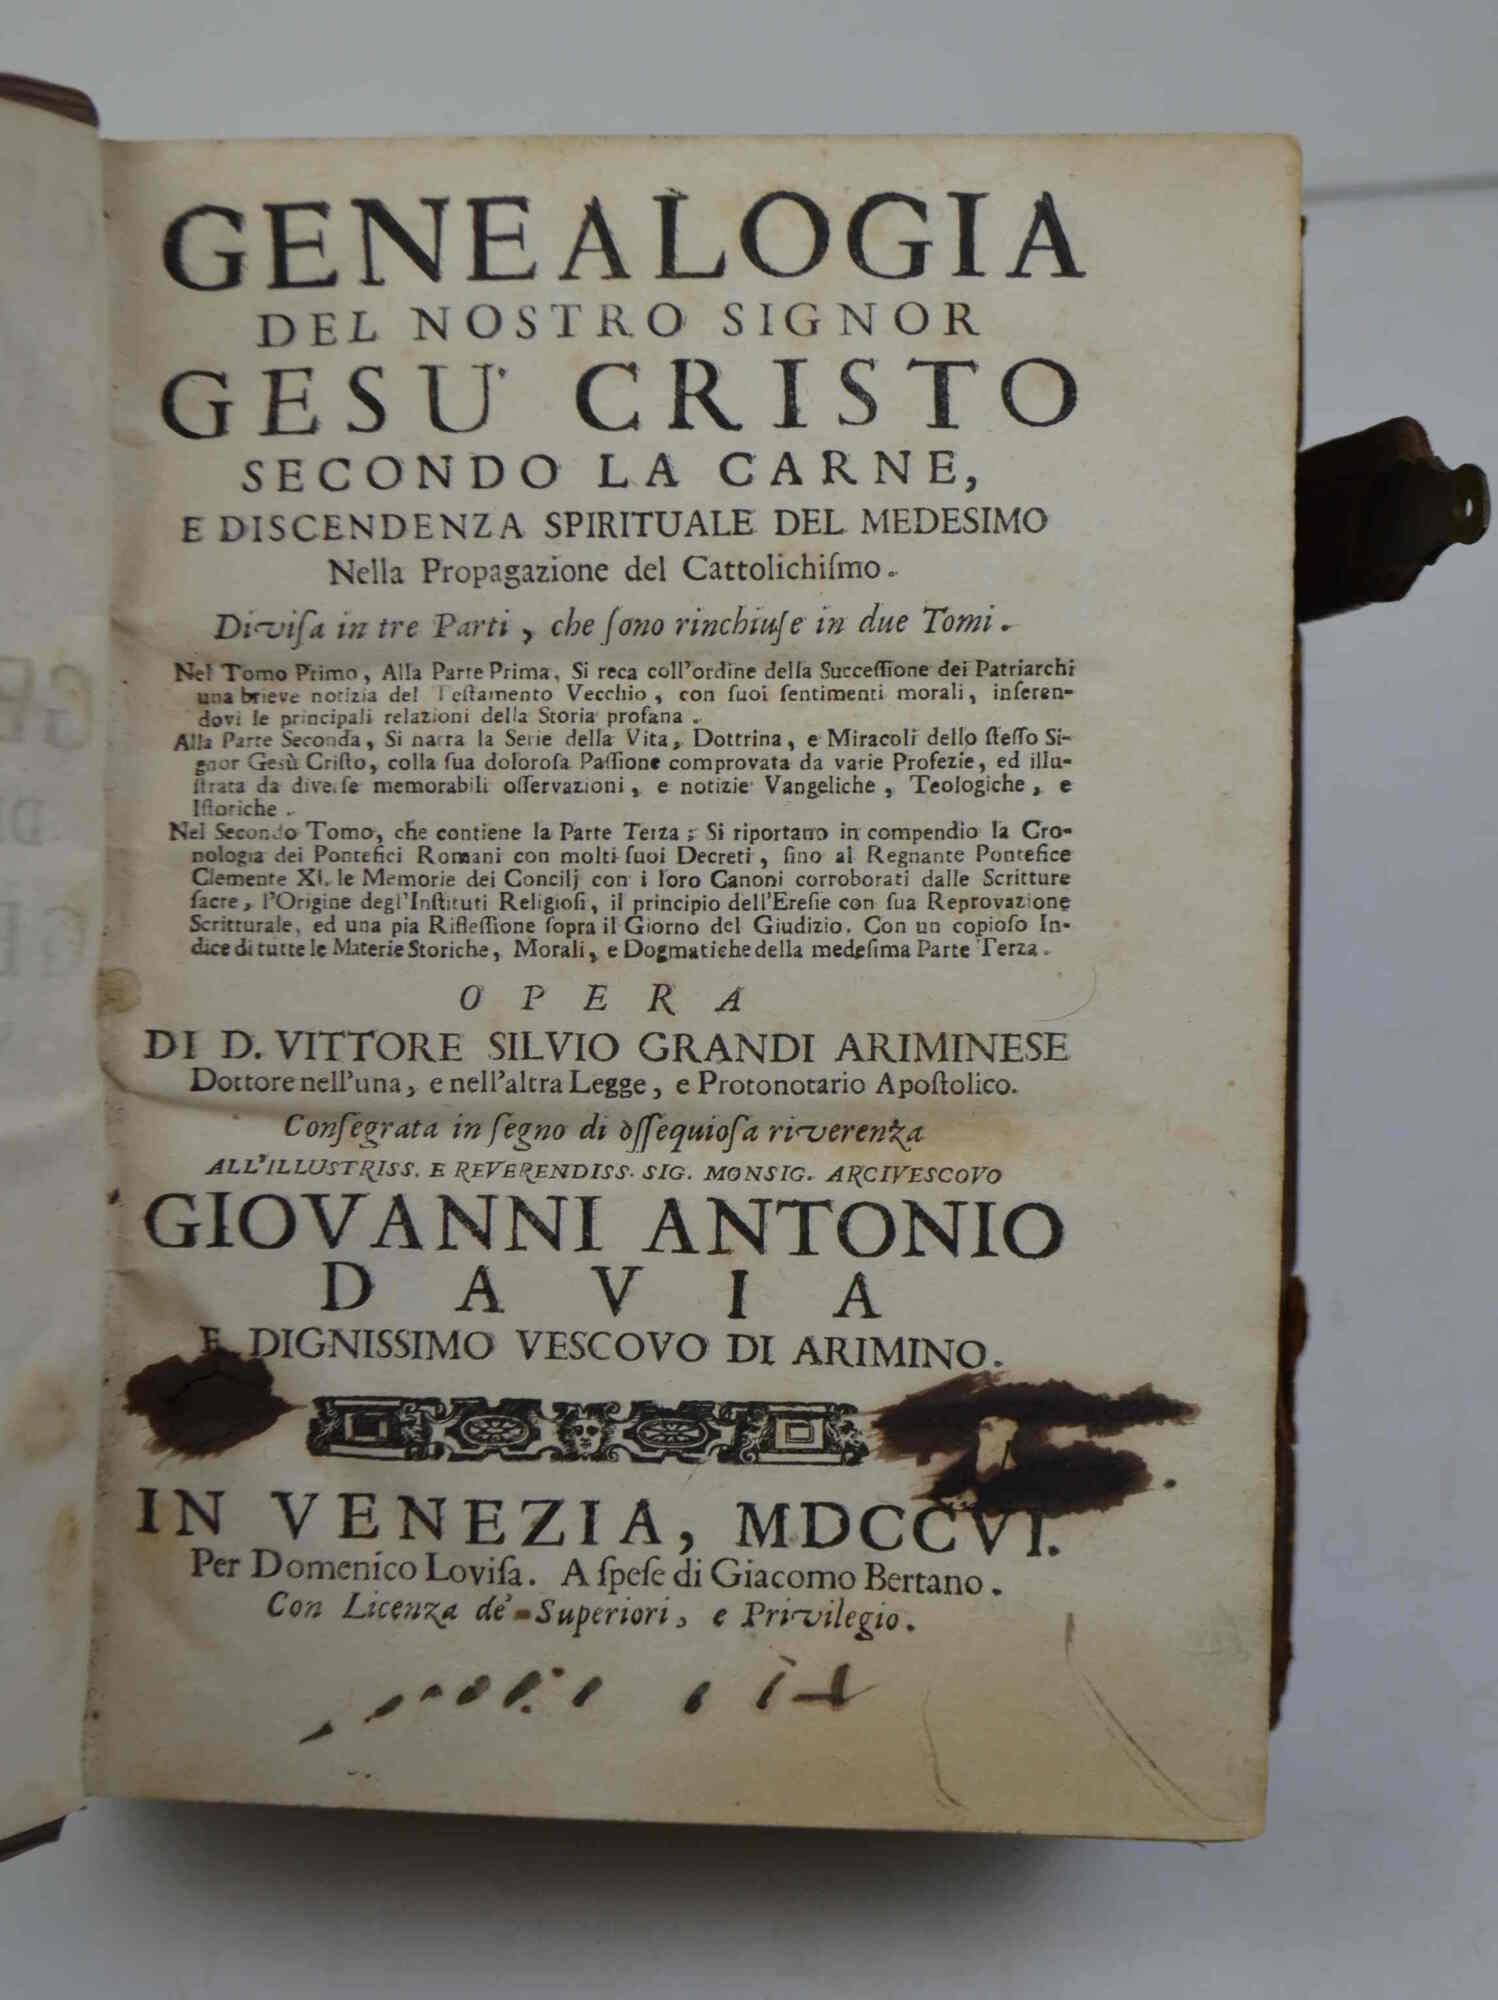 GENEALOGIA
DEL NOSTRO SIGNOR
GESU' CRISTO
SECONDO LA CARNE,
E DISCENDENZA SPIRITUALE DEL MEDESIMO
Nella Propagazione del Cattolichiſmo.
Diviſa in tre Parti, che ſono rinchiuſe in due Tomi.
Nel Tomo Primo, Alla Parte Prima, Si reca coll'ordine della Succeſſione dei Patriarchi
una brieve notizia del Teſtamento Vecchio, con ſuoi ſentimenti morali, inſeren-
dovi le principali relazioni della Storia profana.
Alla Parte Seconda, Si narra la Serie della Vita, Dottrina, e Miracoli dello ſteſſo Si-
gnor Gesù Criſto, colla ſua doloroſa Paſſione comprovata da varie Profezie, ed illu-
ſtrata da diverſe memorabili oſſervazioni, e notizie Vangeliche, Teologiche, e
Iſtoriche.
Nel Secondo Tomo, che contiene la Parte Terza; Si riportano in compendio la Cro-
nologia dei Pontefici Romani con molti ſuoi Decreti, ſino al Regnante Pontefice
Clemente XI. le Memorie dei Concilj con i loro Canoni corroborati dalle Scritture
ſacre, l'Origine degl'Inſtituti Religioſi, il principio dell'Ereſie con ſua Reprovazione
Scritturale, ed una pia Rifleſſione ſopra il Giorno del Giudizio. Con un copioſo In-
dice di tutte le Materie Storiche, Morali, e Dogmatiche della medeſima Parte Terza.
OPERA
DI D. VITTORE SILVIO GRANDI ARIMINESE
Dottore nell'una, e nell'altra Legge, e Protonotario Apoſtolico.
Conſegrata in ſegno di oſſequioſa riverenza
ALL'ILLUSTRISS. E REVERENDISS. SIG. MONSIG. ARCIVESCOVO
GIOVANNI ANTONIO
DAVIA
E DIGNISSIMO VESCOVO DI ARIMINO.
IN VENEZIA, MDCCVI.
Per Domenico Loviſa. A ſpeſe di Giacomo Bertano.
Con Licenza de' Superiori, e Privilegio.